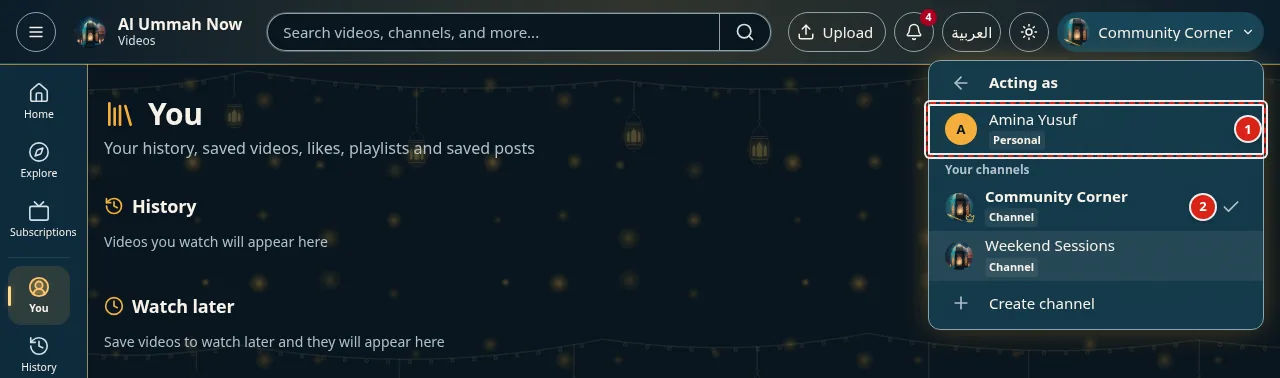 Al Ummah Now
Videos
Search videos, channels, and more...
Upload
4
العربية
Community Corner
Home
Explore
Subscriptions
You
History
You
Your history, saved videos, likes, playlists and saved posts
History
Videos you watch will appear here
Watch later
Save videos to watch later and they will appear here
Acting as
A
Amina Yusuf
1
Personal
Your channels
Community Corner
2
Channel
Weekend Sessions
Channel
Create channel